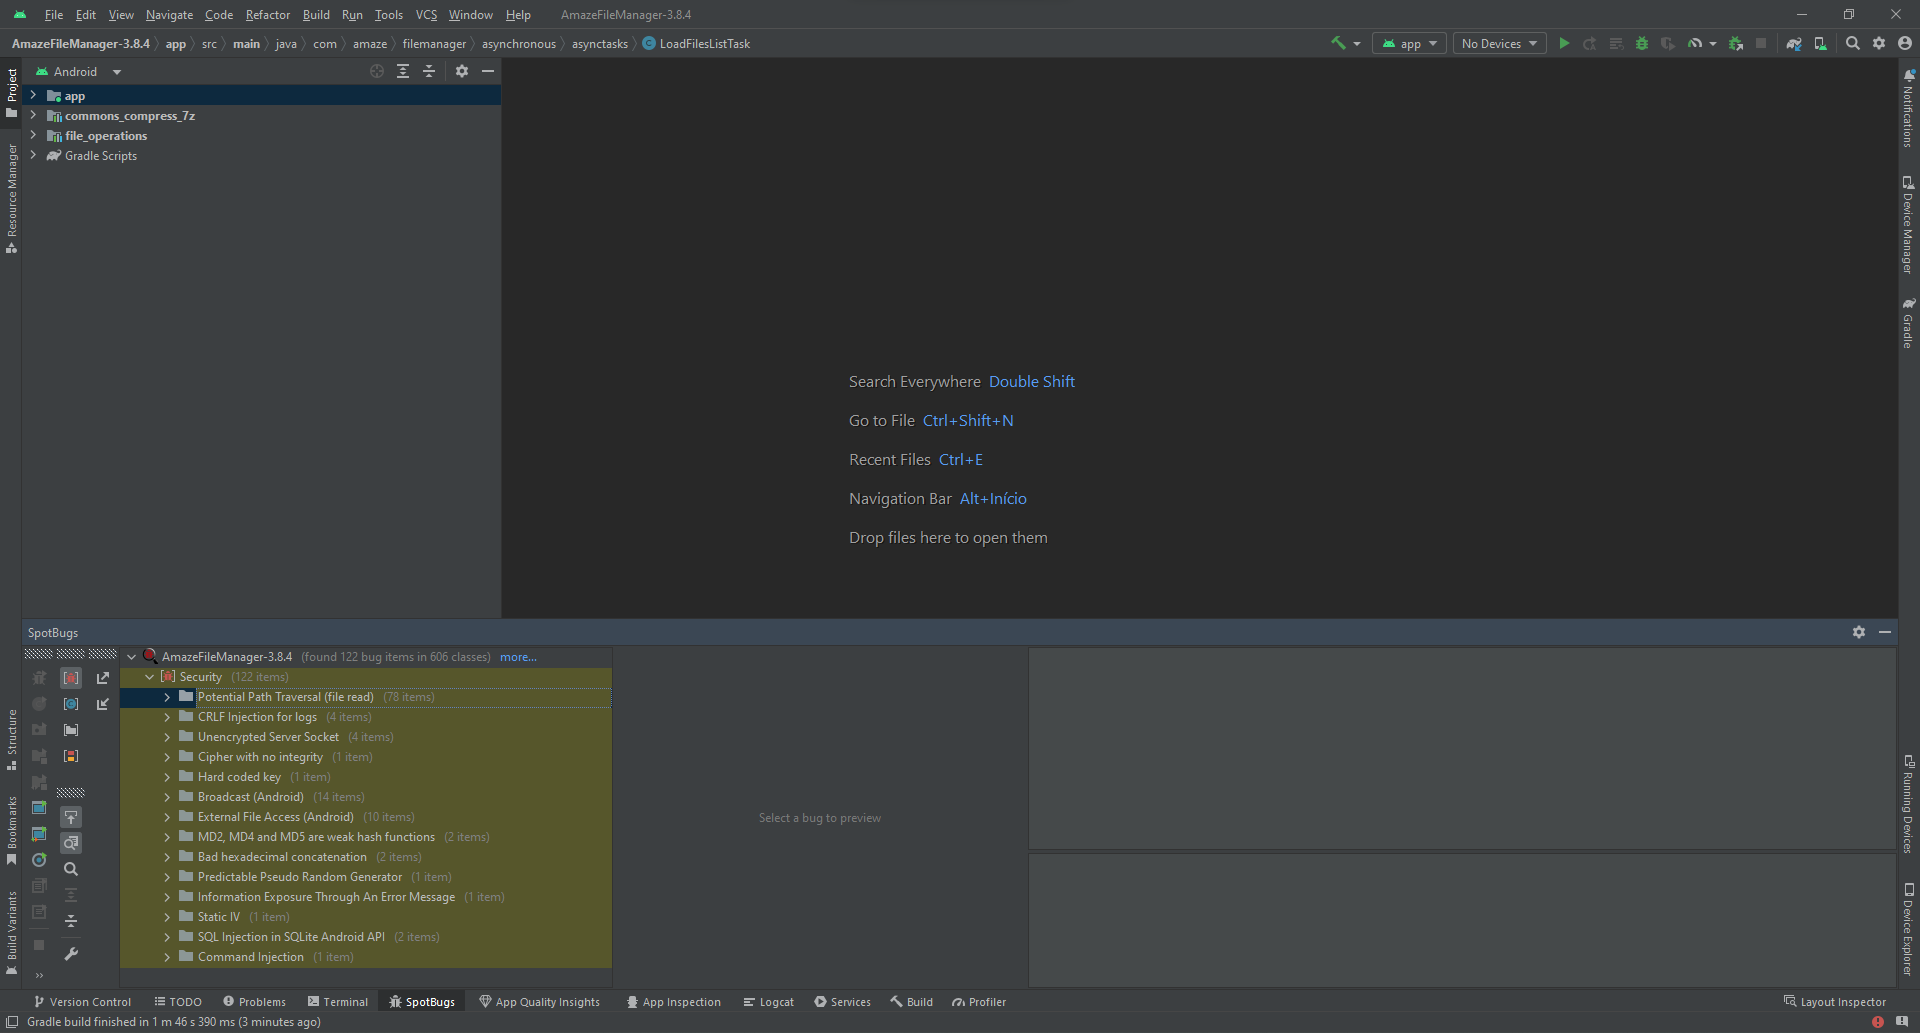 File Edit View Navigate Code Refactor Build Run Tools VCS Window Help AmazeFileManager-3.8.4
AmazeFileManager-3.8.4 app src main java com amaze filemanager asynchronous asynctasks LoadFilesListTask app No Devices
Project
Resource Manager
Structure
Bookmarks
Build Variants
Android
app
commons_compress_7z
file_operations
Gradle Scripts
Search Everywhere Double Shift
Go to File Ctrl+Shift+N
Recent Files Ctrl+E
Navigation Bar Alt+Início
Drop files here to open them
Notifications
Device Manager
Gradle
Running Devices
Device Explorer
SpotBugs
AmazeFileManager-3.8.4 (found 122 bug items in 606 classes) more...
Security (122 items)
Potential Path Traversal (file read) (78 items)
CRLF Injection for logs (4 items)
Unencrypted Server Socket (4 items)
Cipher with no integrity (1 item)
Hard coded key (1 item)
Broadcast (Android) (14 items)
External File Access (Android) (10 items)
MD2, MD4 and MD5 are weak hash functions (2 items)
Bad hexadecimal concatenation (2 items)
Predictable Pseudo Random Generator (1 item)
Information Exposure Through An Error Message (1 item)
Static IV (1 item)
SQL Injection in SQLite Android API (2 items)
Command Injection (1 item)
Select a bug to preview
Version Control TODO Problems Terminal SpotBugs App Quality Insights App Inspection Logcat Services Build Profiler Layout Inspector
Gradle build finished in 1 m 46 s 390 ms (3 minutes ago)